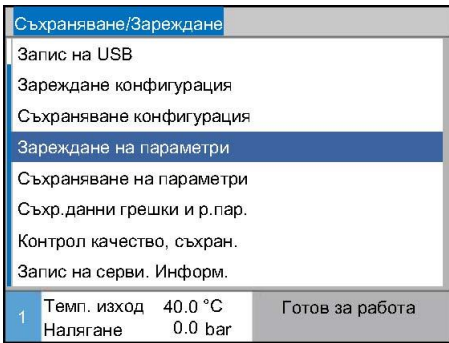 Съхраняване/Зареждане
Запис на USB
Зареждане конфигурация
Съхраняване конфигурация
Зареждане на параметри
Съхраняване на параметри
Съхр.данни грешки и р.пар.
Контрол качество, съхран.
Запис на серви. Информ.
1 Темп. изход 40.0 °C Готов за работа
Налягане 0.0 bar